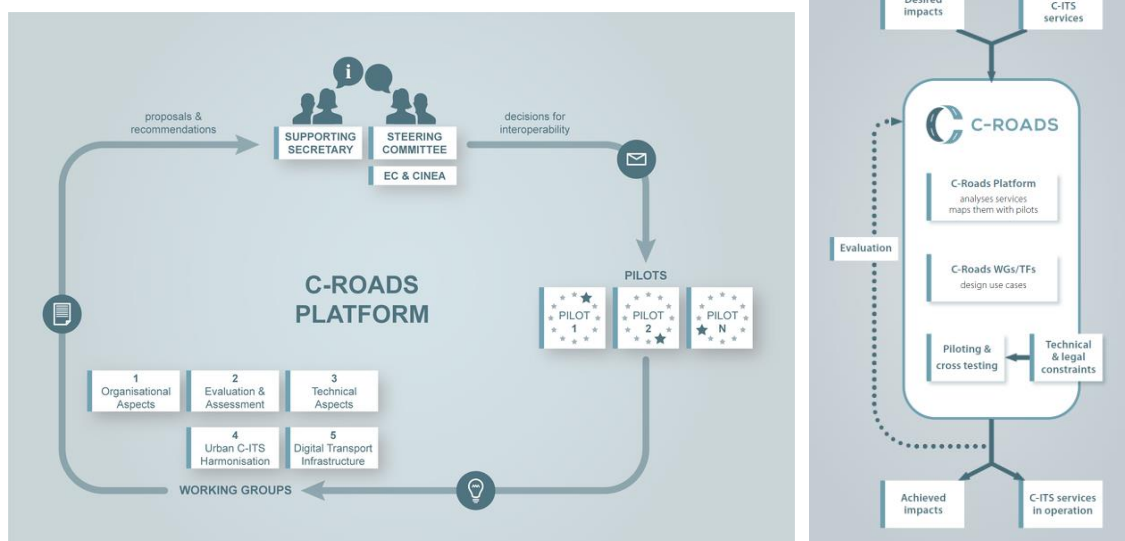 proposals &
recommendations
i
SUPPORTING
SECRETARY
STEERING
COMMITTEE
EC & CINEA
decisions for
interoperability
C-ROADS
PLATFORM
PILOTS
PILOT
1
PILOT
2
PILOT
N
1
Organisational
Aspects
2
Evaluation &
Assessment
3
Technical
Aspects
4
Urban C-ITS
Harmonisation
5
Digital Transport
Infrastructure
WORKING GROUPS
Desired
impacts
C-ITS
services
C-ROADS
C-Roads Platform
analyses services
maps them with pilots
Evaluation
C-Roads WGs/TFs
design use cases
Piloting &
cross testing
Technical
& legal
constraints
Achieved
impacts
C-ITS services
in operation